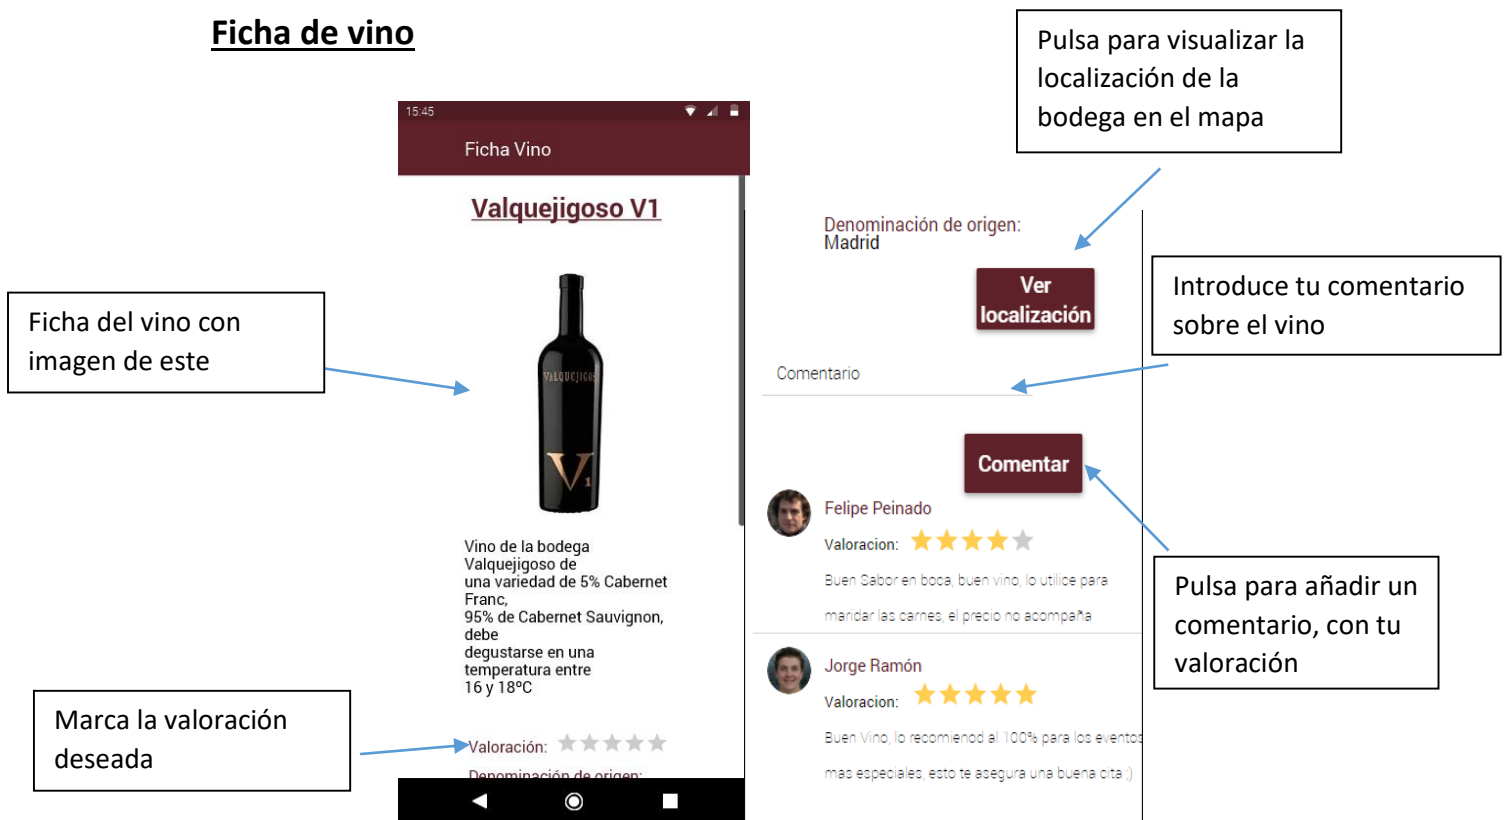 Ficha de vino
Pulsa para visualizar la
localización de la
bodega en el mapa
15:45
Ficha Vino
Valquejigoso V1
Ficha del vino con
imagen de este
VALQUEJIGOS
V1
Vino de la bodega
Valquejigoso de
una variedad de 5% Cabernet
Franc,
95% de Cabernet Sauvignon,
debe
degustarse en una
temperatura entre
16 y 18ºC
Marca la valoración
deseada
Valoración:
Denominación de origen:
Denominación de origen:
Madrid
Ver
localización
Introduce tu comentario
sobre el vino
Comentario
Comentar
Pulsa para añadir un
comentario, con tu
valoración
Felipe Peinado
Valoracion:
Buen Sabor en boca, buen vino, lo utilice para
maridar las carnes, el precio no acompaña
Jorge Ramón
Valoracion:
Buen Vino, lo recomienod al 100% para los eventos
mas especiales, esto te asegura una buena cita ;)